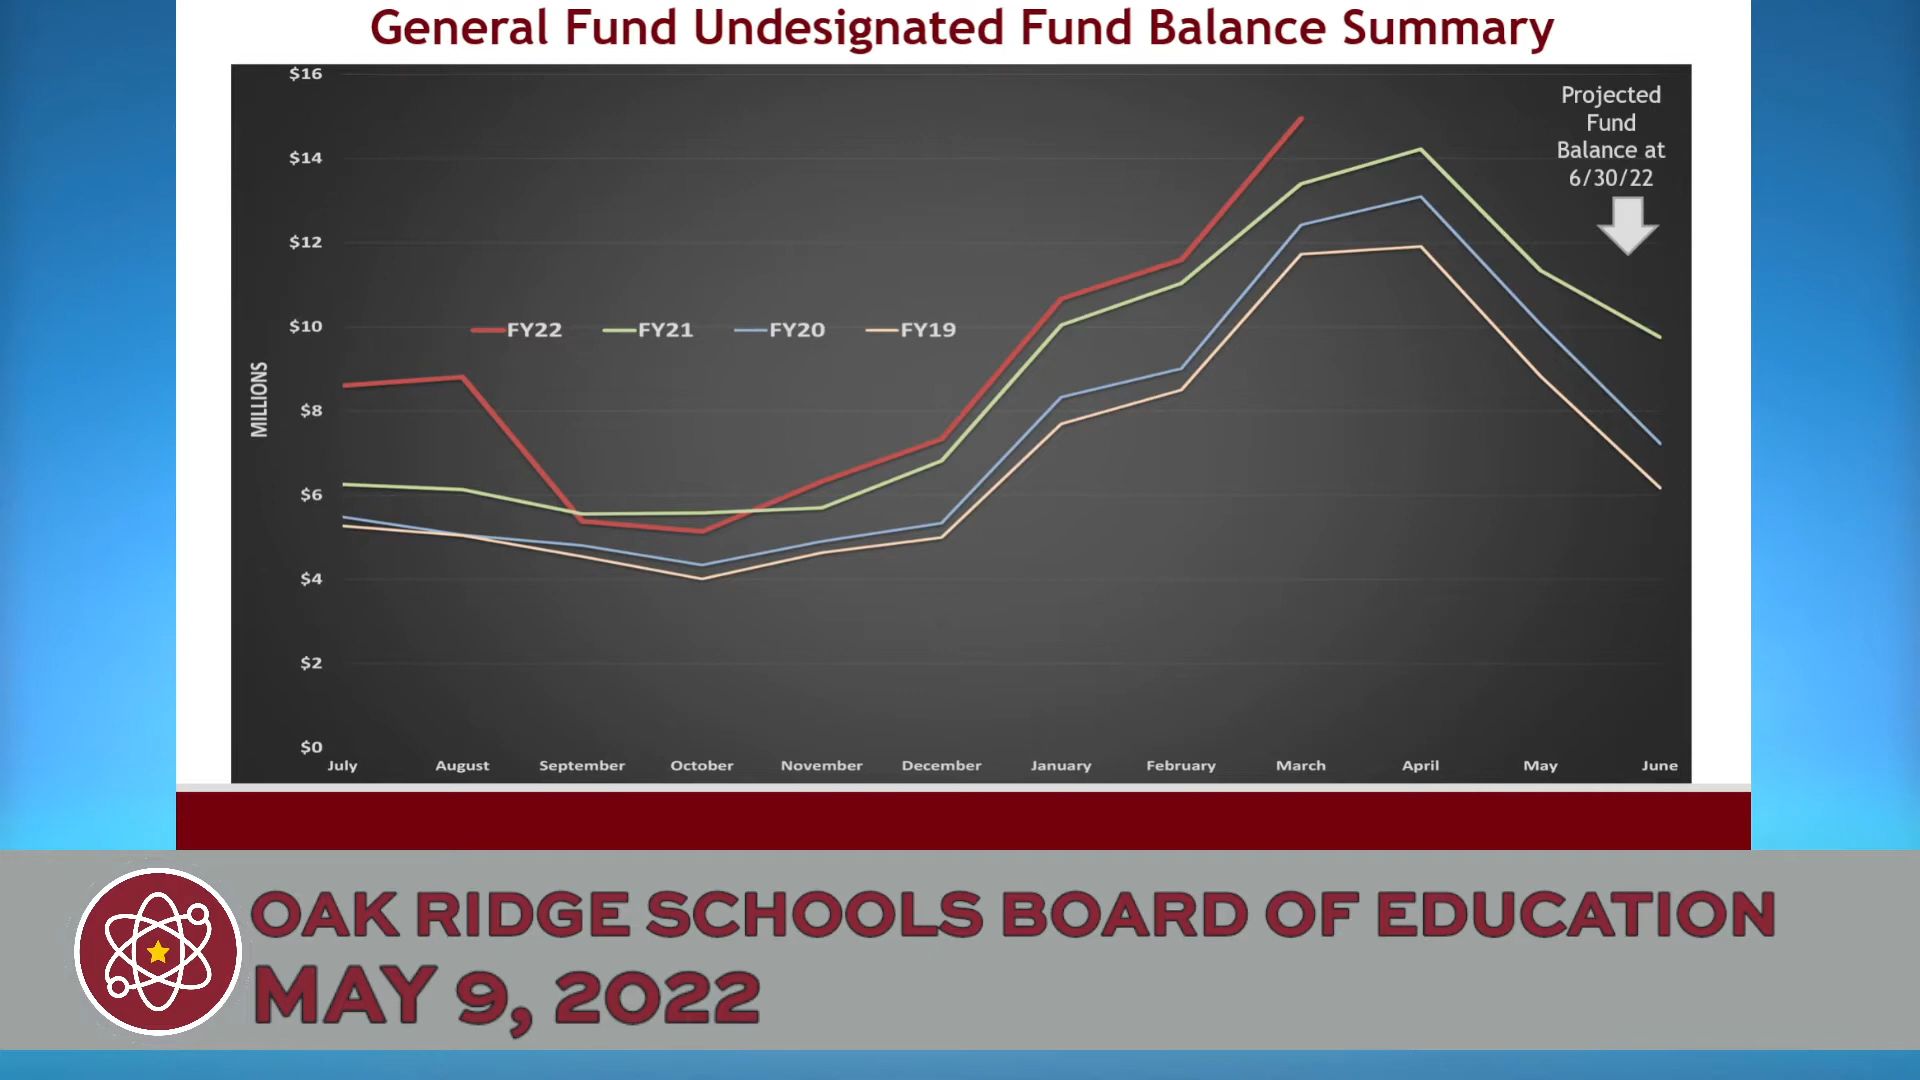 General Fund Undesignated Fund Balance Summary
$16
$14
$12
$10
$8
$6
$4
$2
$0
MILLIONS
FY22 FY21 FY20 FY19
Projected
Fund
Balance at
6/30/22
July August September October November December January February March April May June
OAK RIDGE SCHOOLS BOARD OF EDUCATION
MAY 9, 2022